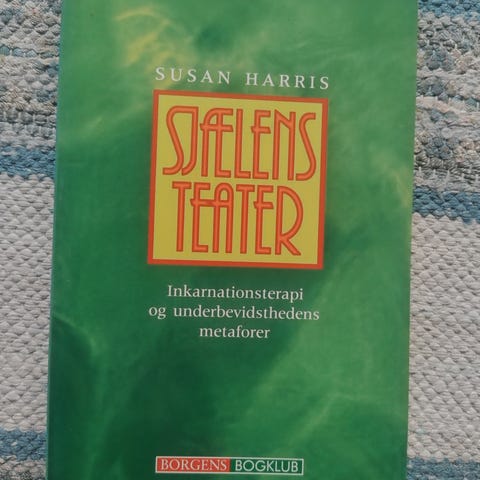 SUSAN HARRIS
SJÆLENS
TEATER
Inkarnationsterapi
og underbevidsthedens
metaforer
BORGENS BOGKLUB